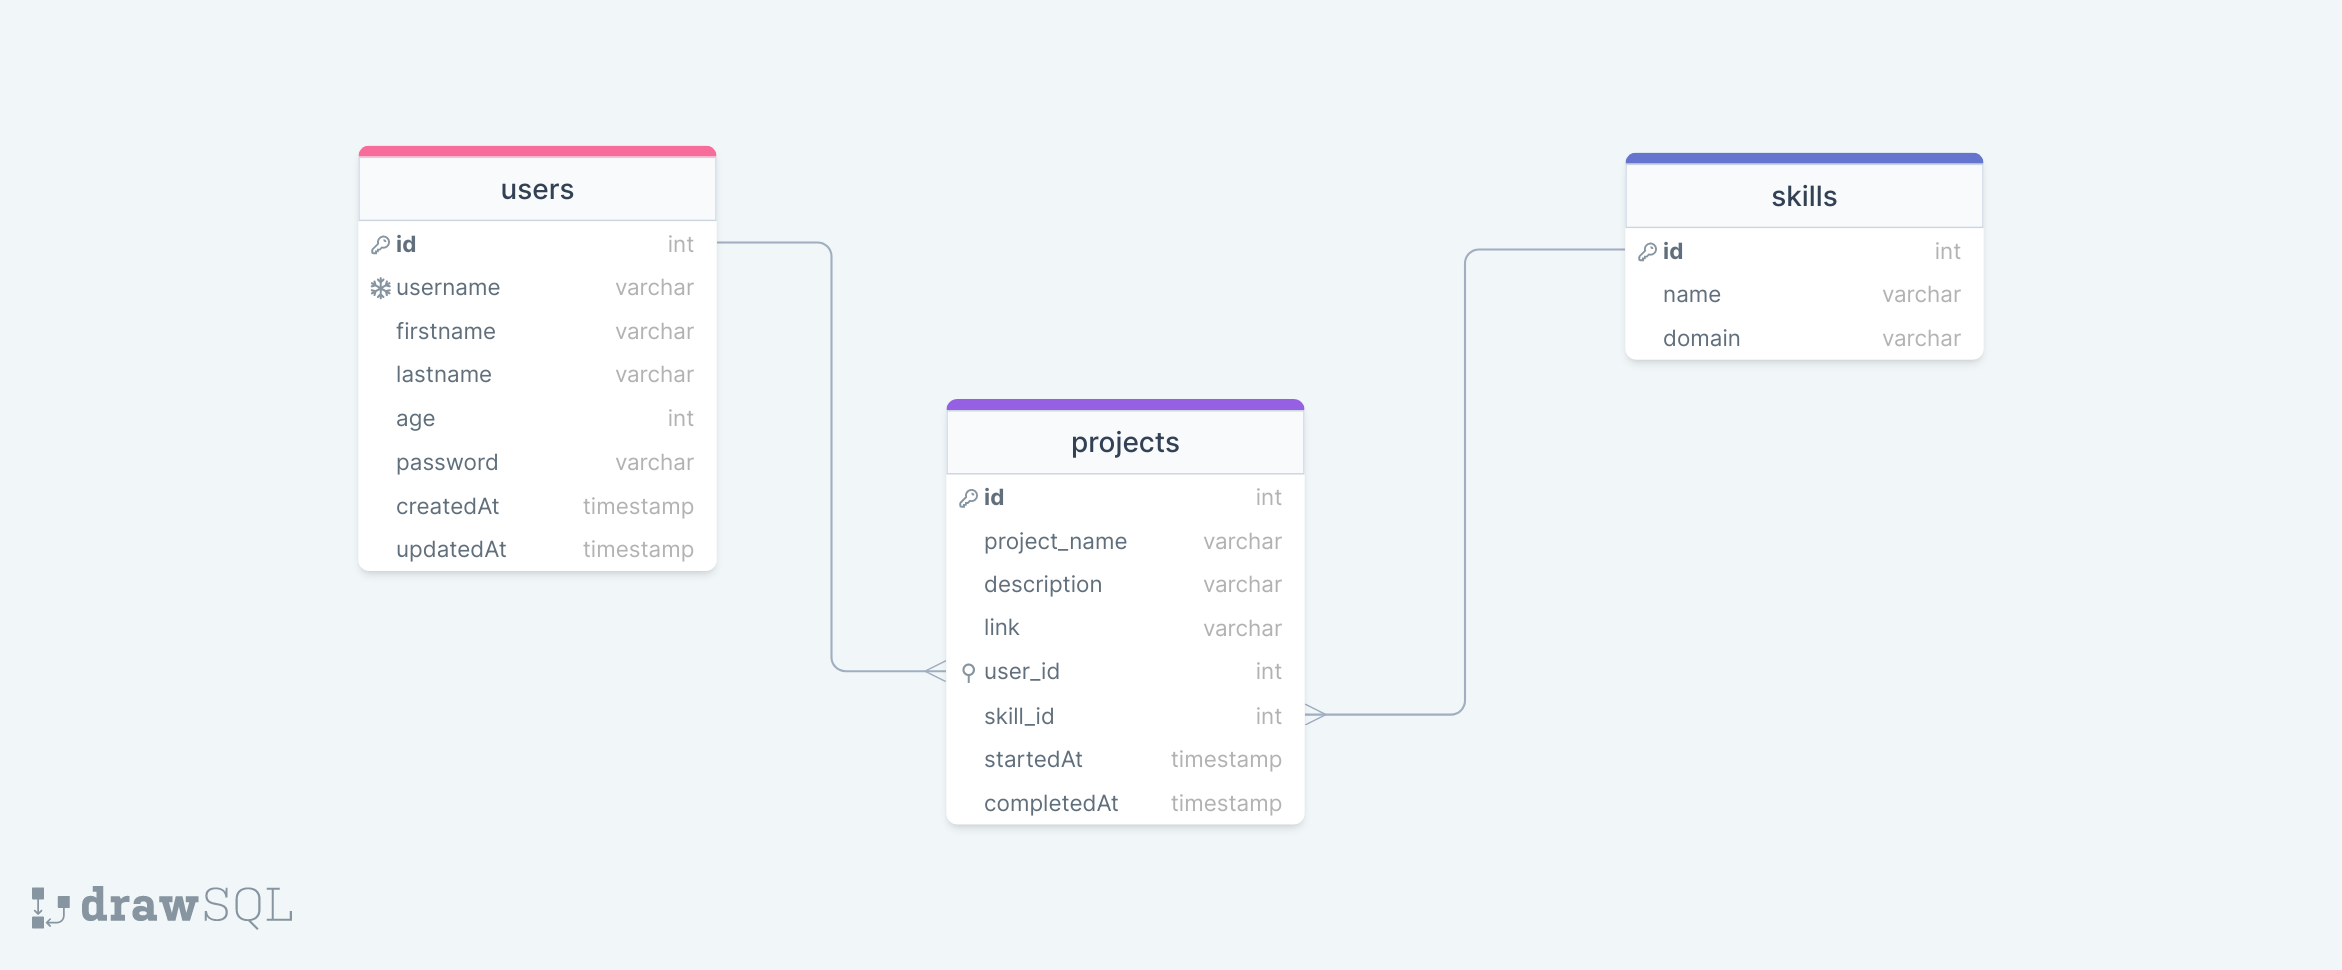 users
id int
username varchar
firstname varchar
lastname varchar
age int
password varchar
createdAt timestamp
updatedAt timestamp
skills
id int
name varchar
domain varchar
projects
id int
project_name varchar
description varchar
link varchar
user_id int
skill_id int
startedAt timestamp
completedAt timestamp
drawSQL